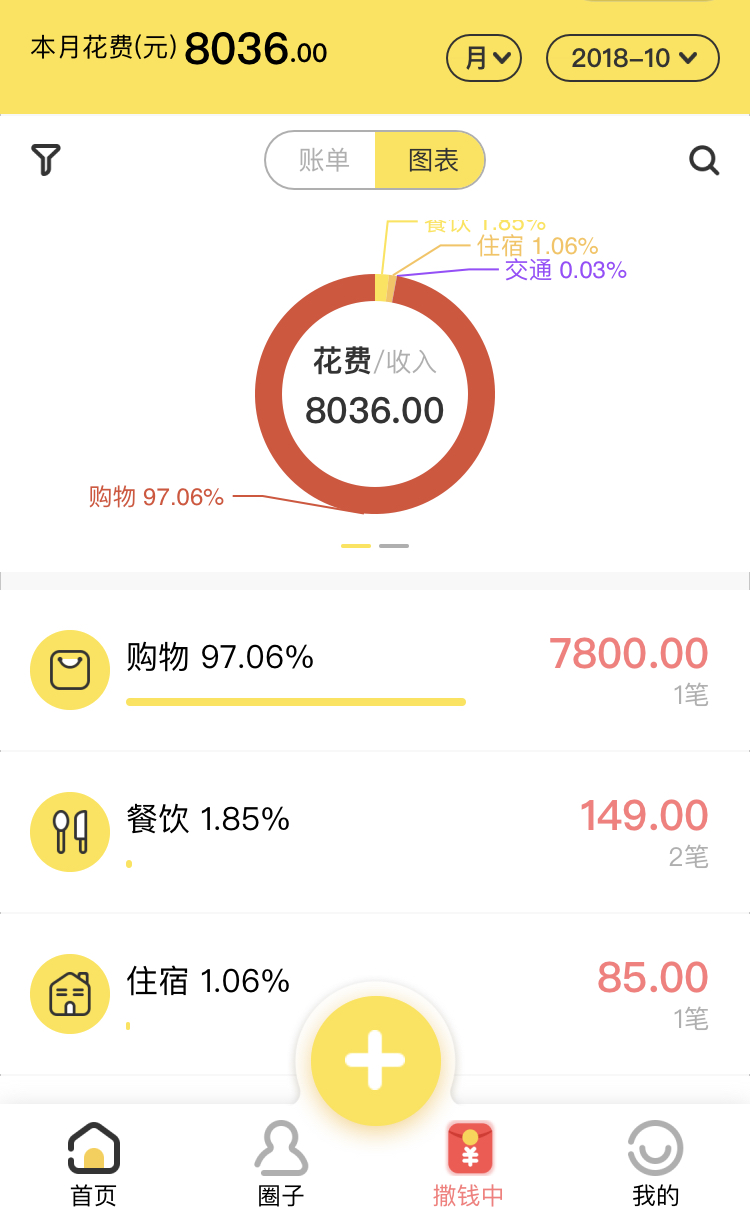 本月花费(元) 8036.00
月
2018-10
账单
图表
餐饮 1.85%
住宿 1.06%
交通 0.03%
花费/收入
8036.00
购物 97.06%
购物 97.06%
7800.00
1笔
餐饮 1.85%
149.00
2笔
住宿 1.06%
85.00
1笔
首页
圈子
¥
撒钱中
我的